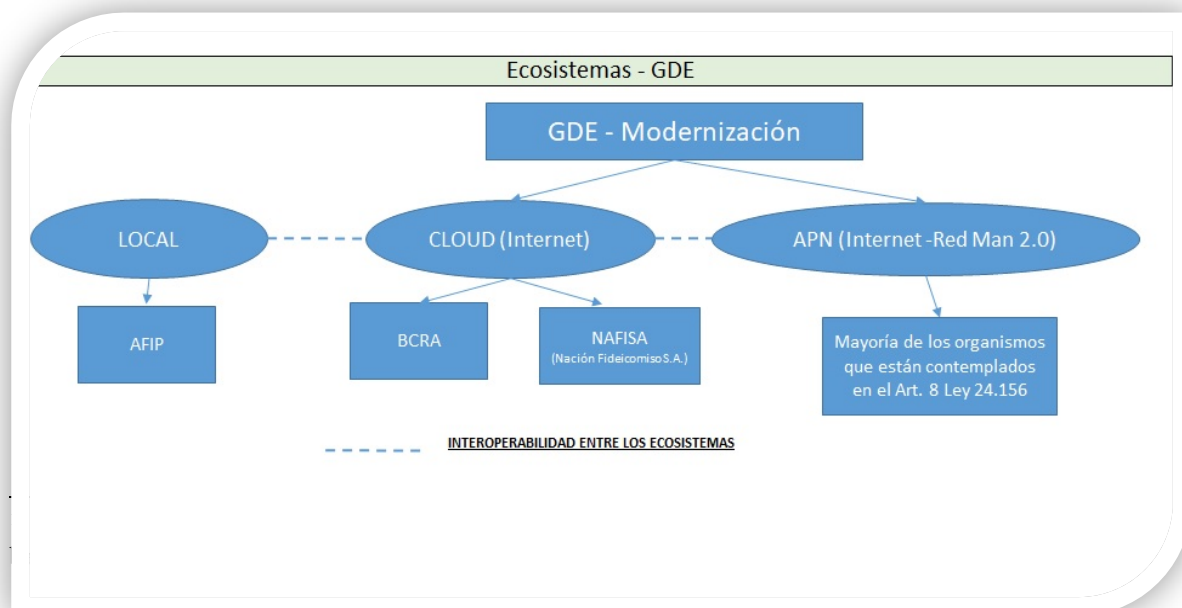 Ecosistemas - GDE
GDE - Modernización
LOCAL
CLOUD (Internet)
APN (Internet -Red Man 2.0)
AFIP
BCRA
NAFISA
(Nación Fideicomiso S.A.)
Mayoría de los organismos
que están contemplados
en el Art. 8 Ley 24.156
INTEROPERABILIDAD ENTRE LOS ECOSISTEMAS